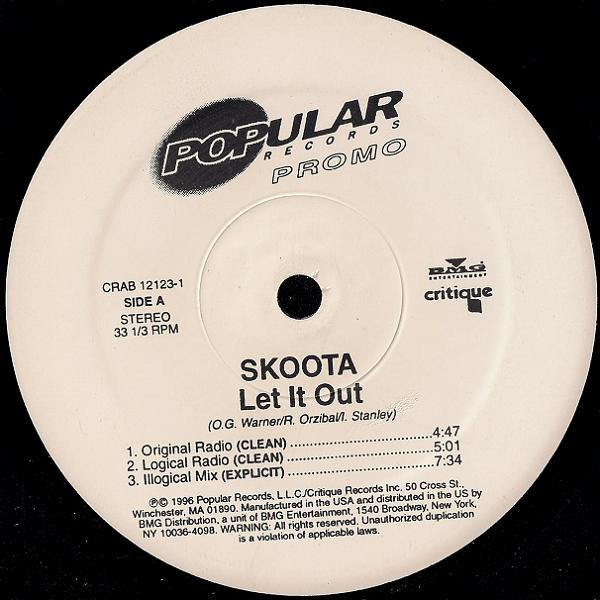 POPULAR
RECORDS
PROMO
CRAB 12123-1
SIDE A
STEREO
33 1/3 RPM
BMG
ENTERTAINMENT
critique
SKOOTA
Let It Out
(O.G. Warner/R. Orzibal/I. Stanley)
1. Original Radio (CLEAN) ................................4:47
2. Logical Radio (CLEAN) ................................5:01
3. Illogical Mix (EXPLICIT) ................................7:34
℗© 1996 Popular Records, L.L.C./Critique Records Inc. 50 Cross St.,
Winchester, MA 01890. Manufactured in the USA and distributed in the US by
BMG Distribution, a unit of BMG Entertainment, 1540 Broadway, New York,
NY 10036-4098. WARNING: All rights reserved. Unauthorized duplication
is a violation of applicable laws.